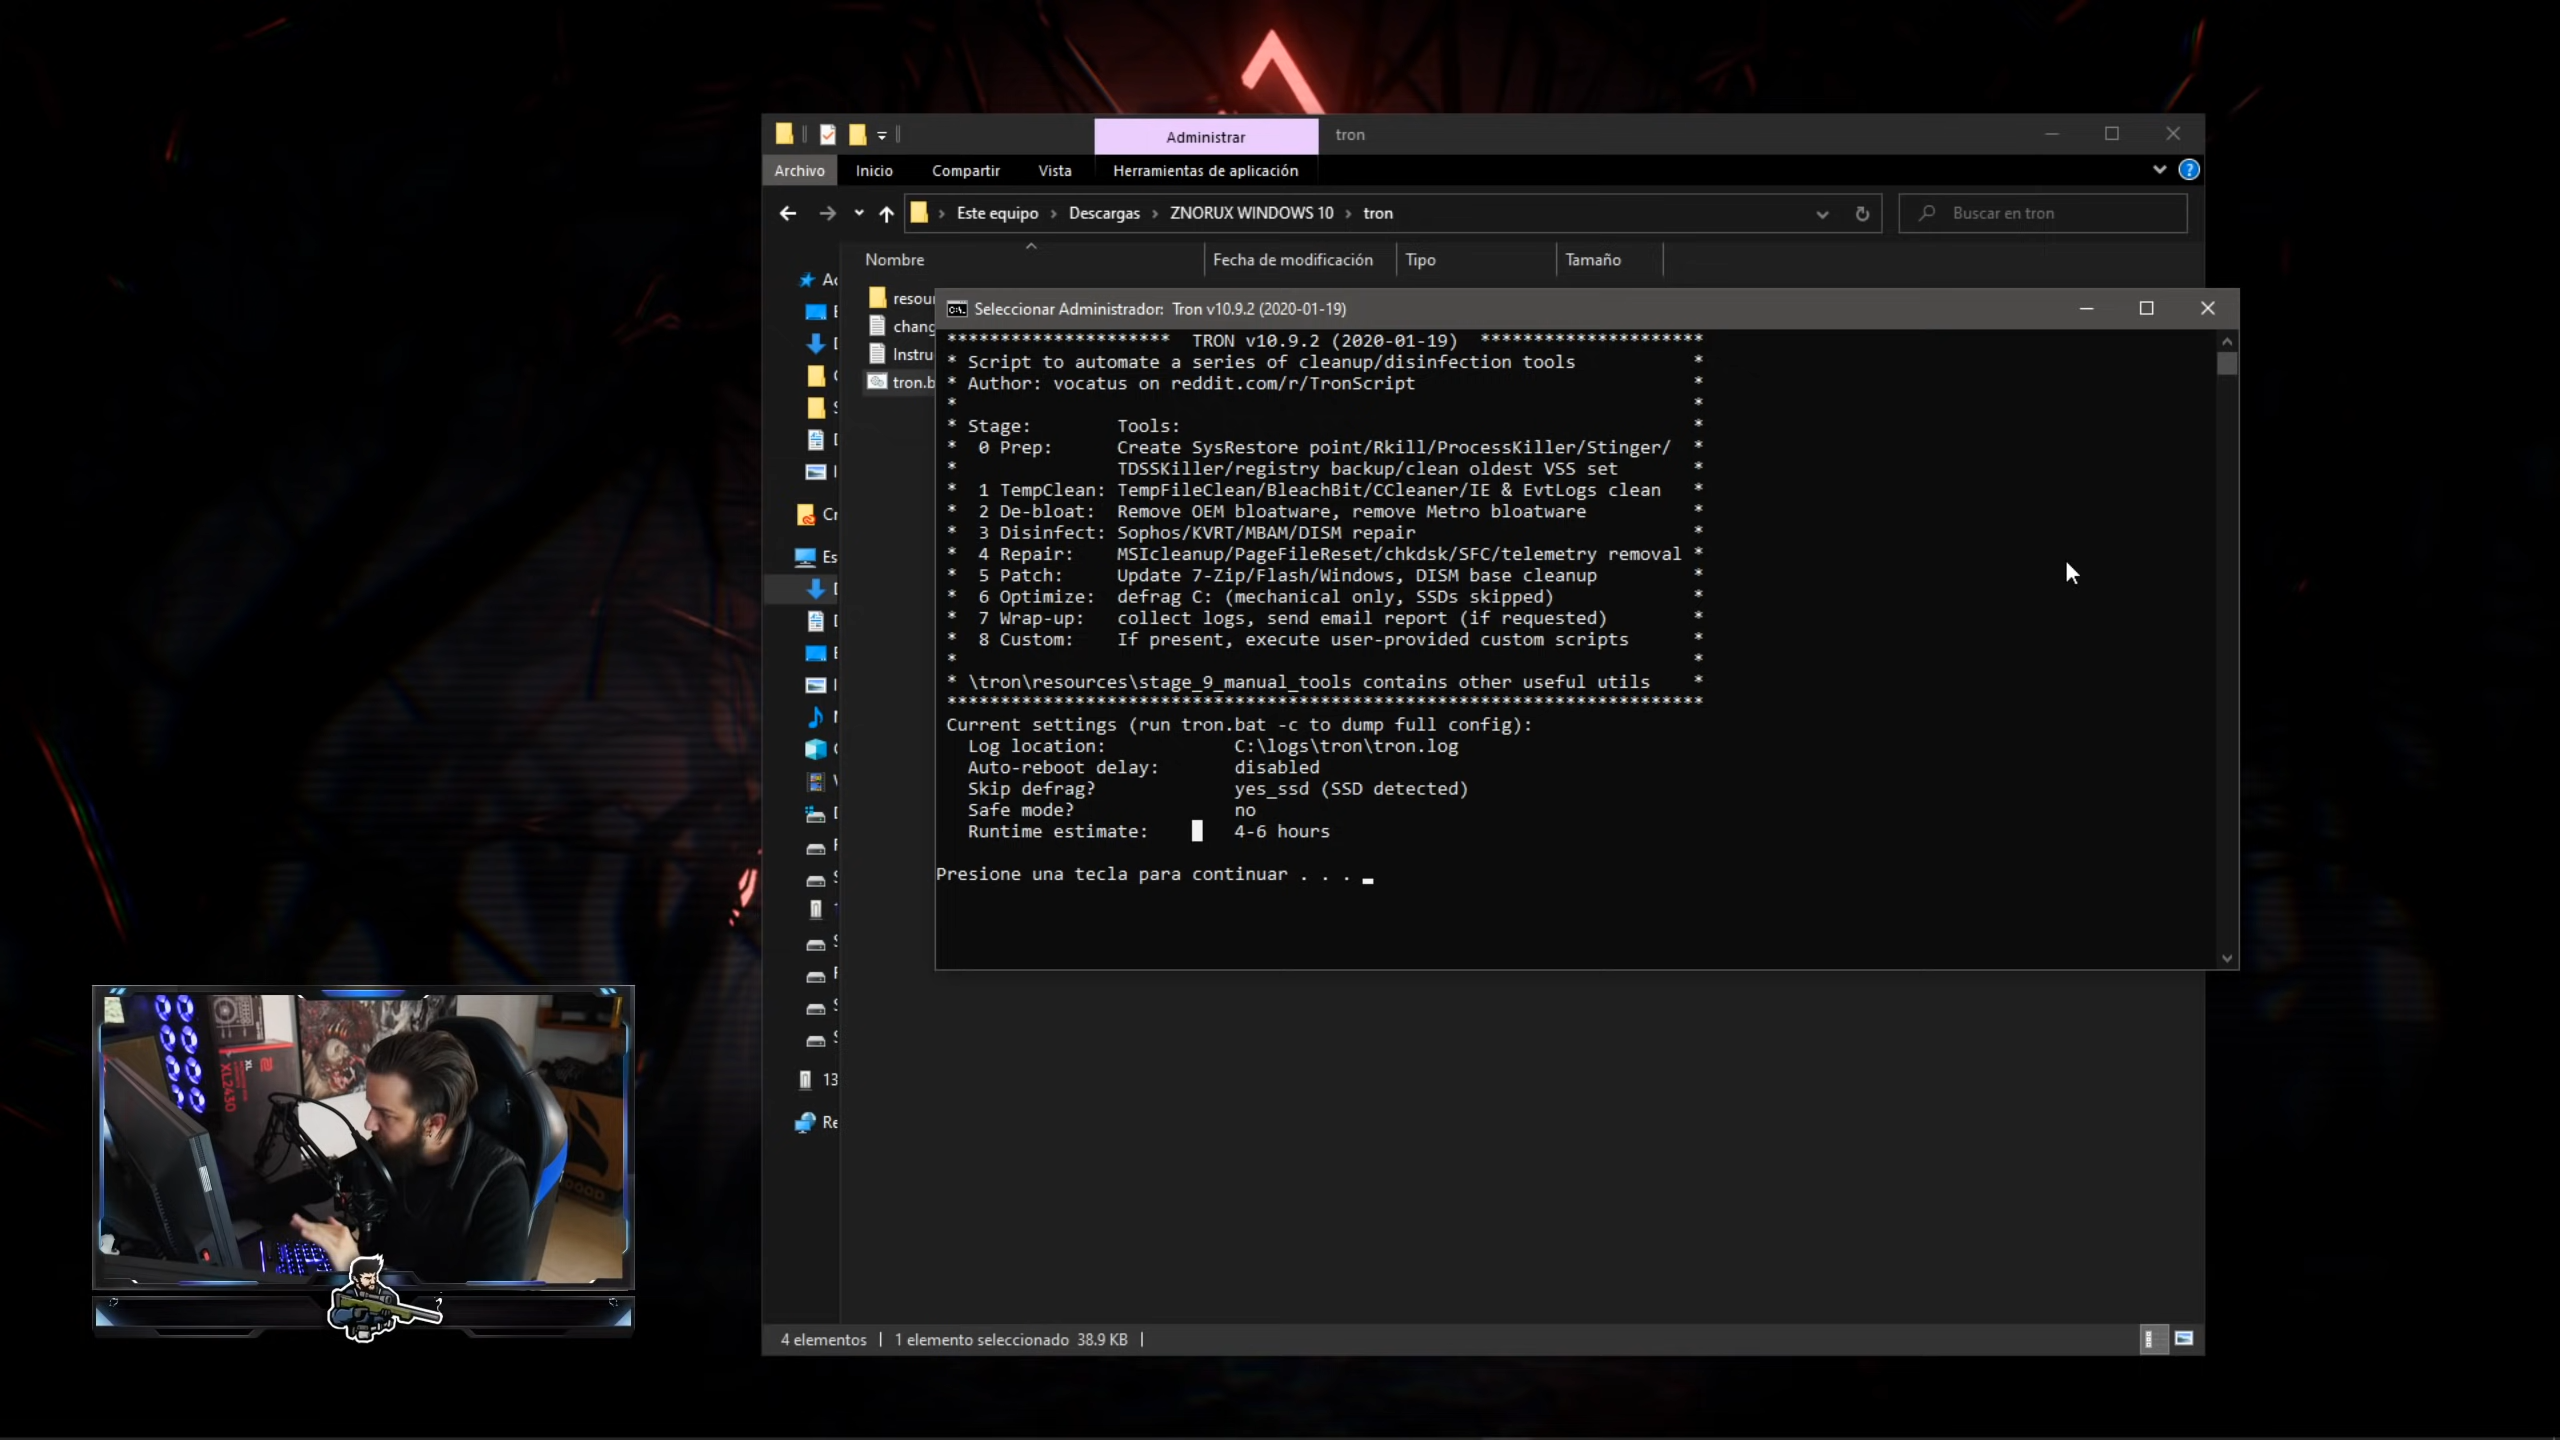 Administrar
tron
Archivo
Inicio
Compartir
Vista
Herramientas de aplicación
Este equipo
Descargas
ZNORUX WINDOWS 10
tron
Buscar en tron
Nombre
Fecha de modificación
Tipo
Tamaño
tron.b
Seleccionar Administrador: Tron v10.9.2 (2020-01-19)
********************* TRON v10.9.2 (2020-01-19) *********************
* Script to automate a series of cleanup/disinfection tools *
* Author: vocatus on reddit.com/r/TronScript *
* *
* Stage: Tools: *
* 0 Prep: Create SysRestore point/Rkill/ProcessKiller/Stinger/ *
* TDSSKiller/registry backup/clean oldest VSS set *
* 1 TempClean: TempFileClean/BleachBit/CCleaner/IE & EvtLogs clean *
* 2 De-bloat: Remove OEM bloatware, remove Metro bloatware *
* 3 Disinfect: Sophos/KVRT/MBAM/DISM repair *
* 4 Repair: MSIcleanup/PageFileReset/chkdsk/SFC/telemetry removal *
* 5 Patch: Update 7-Zip/Flash/Windows, DISM base cleanup *
* 6 Optimize: defrag C: (mechanical only, SSDs skipped) *
* 7 Wrap-up: collect logs, send email report (if requested) *
* 8 Custom: If present, execute user-provided custom scripts *
* *
* \tron\resources\stage_9_manual_tools contains other useful utils *
***********************************************************************
Current settings (run tron.bat -c to dump full config):
Log location: C:\logs\tron\tron.log
Auto-reboot delay: disabled
Skip defrag? yes_ssd (SSD detected)
Safe mode? no
Runtime estimate: 4-6 hours
Presione una tecla para continuar . . .
XL2430
4 elementos
1 elemento seleccionado 38.9 KB